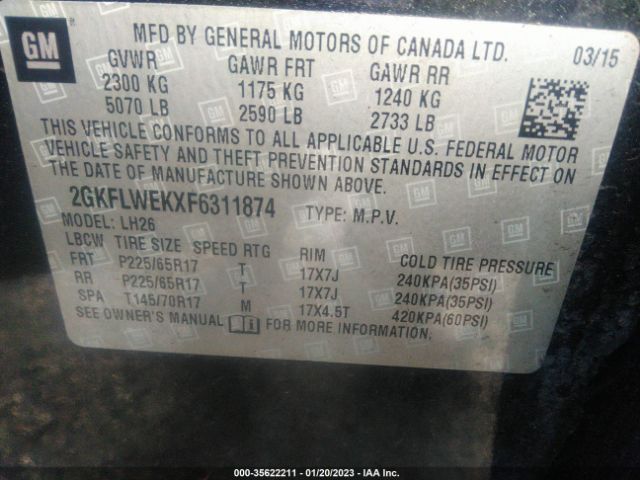 GM
MFD BY GENERAL MOTORS OF CANADA LTD. 03/15
GVWR GAWR FRT GAWR RR
2300 KG 1175 KG 1240 KG
5070 LB 2590 LB 2733 LB
THIS VEHICLE CONFORMS TO ALL APPLICABLE U.S. FEDERAL MOTOR
VEHICLE SAFETY AND THEFT PREVENTION STANDARDS IN EFFECT ON
THE DATE OF MANUFACTURE SHOWN ABOVE.
2GKFLWEKXF6311874 TYPE: M.P.V.
MODEL: LH26
LBCW TIRE SIZE SPEED RTG RIM COLD TIRE PRESSURE
FRT P225/65R17 T 17X7J 240KPA(35PSI)
RR P225/65R17 T 17X7J 240KPA(35PSI)
SPA T145/70R17 M 17X4.5T 420KPA(60PSI)
SEE OWNER'S MANUAL FOR MORE INFORMATION.
000-35622211 - 01/20/2023 - IAA Inc.